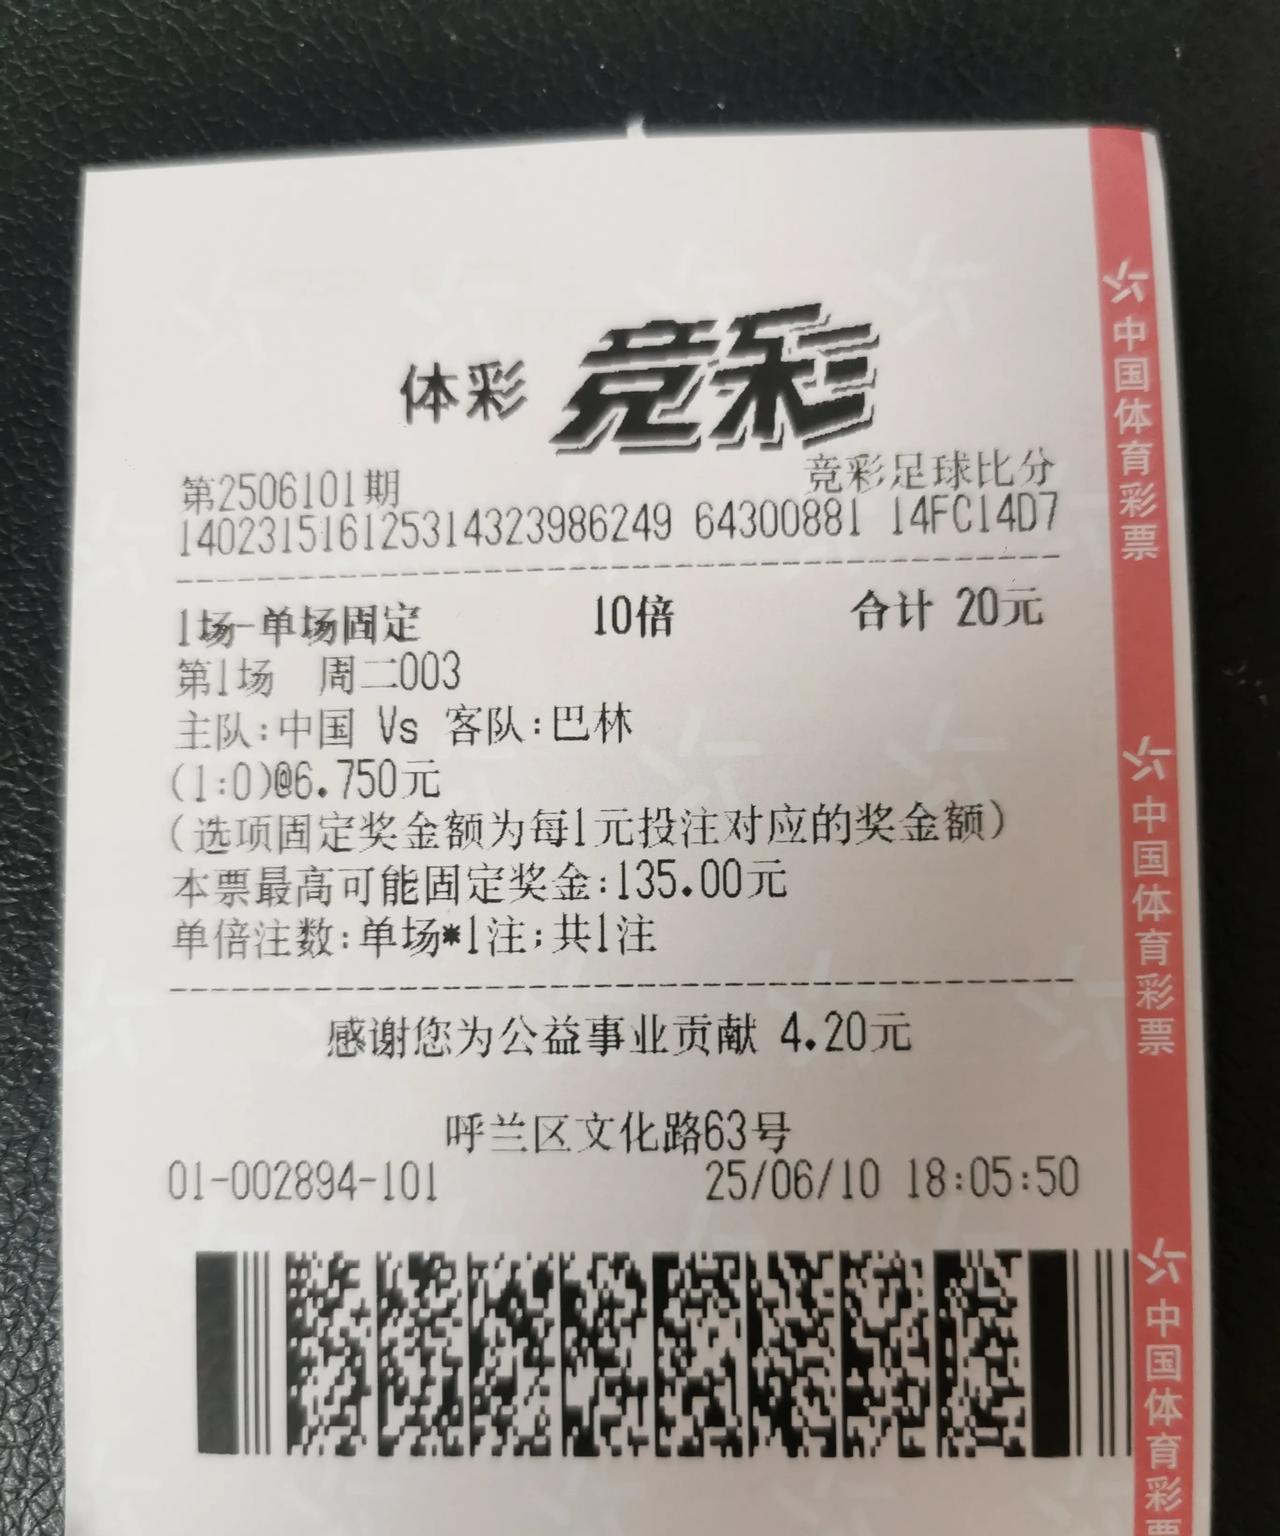 体彩 竞彩
第2506101期 竞彩足球比分
140231516125314323986249 64300881 14FC14D7
1场-单场固定 10倍 合计 20元
第1场 周二003
主队:中国 Vs 客队:巴林
(1:0)@6.750元
(选项固定奖金额为每1元投注对应的奖金额)
本票最高可能固定奖金:135.00元
单倍注数:单场*1注;共1注
感谢您为公益事业贡献 4.20元
呼兰区文化路63号
01-002894-101 25/06/10 18:05:50
中国体育彩票
中国体育彩票
中国体育彩票